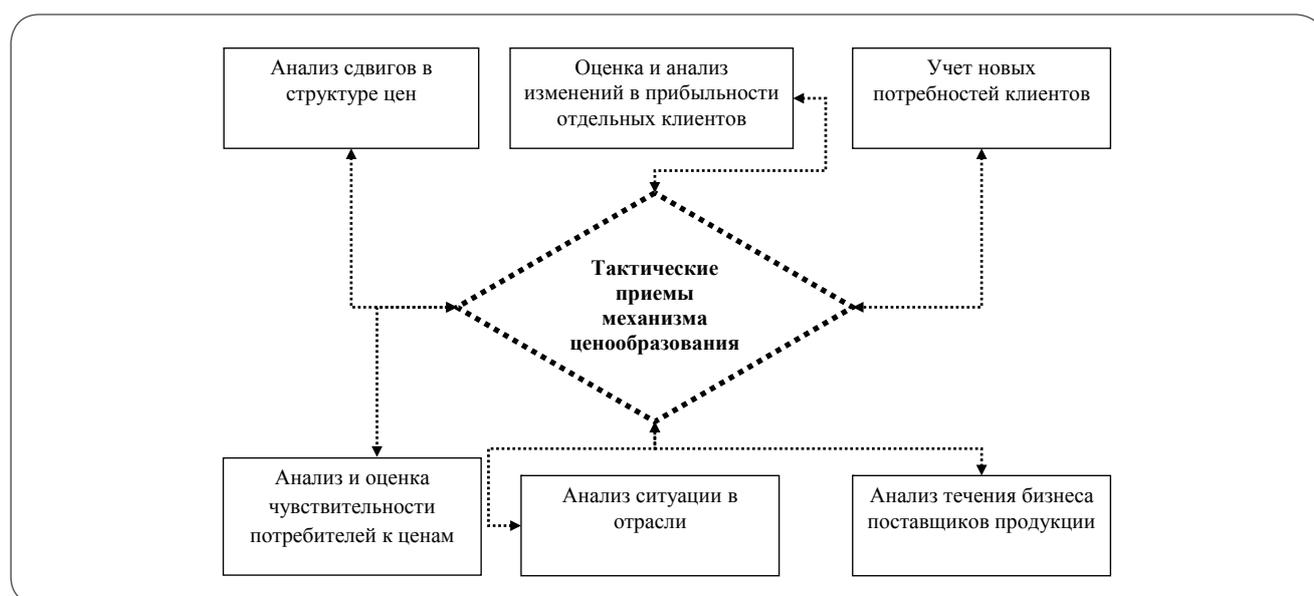 Анализ сдвигов в
структуре цен
Оценка и анализ
изменений в прибыльности
отдельных клиентов
Учет новых
потребностей клиентов
Тактические
приемы
механизма
ценообразования
Анализ и оценка
чувствительности
потребителей к ценам
Анализ ситуации в
отрасли
Анализ течения бизнеса
поставщиков продукции